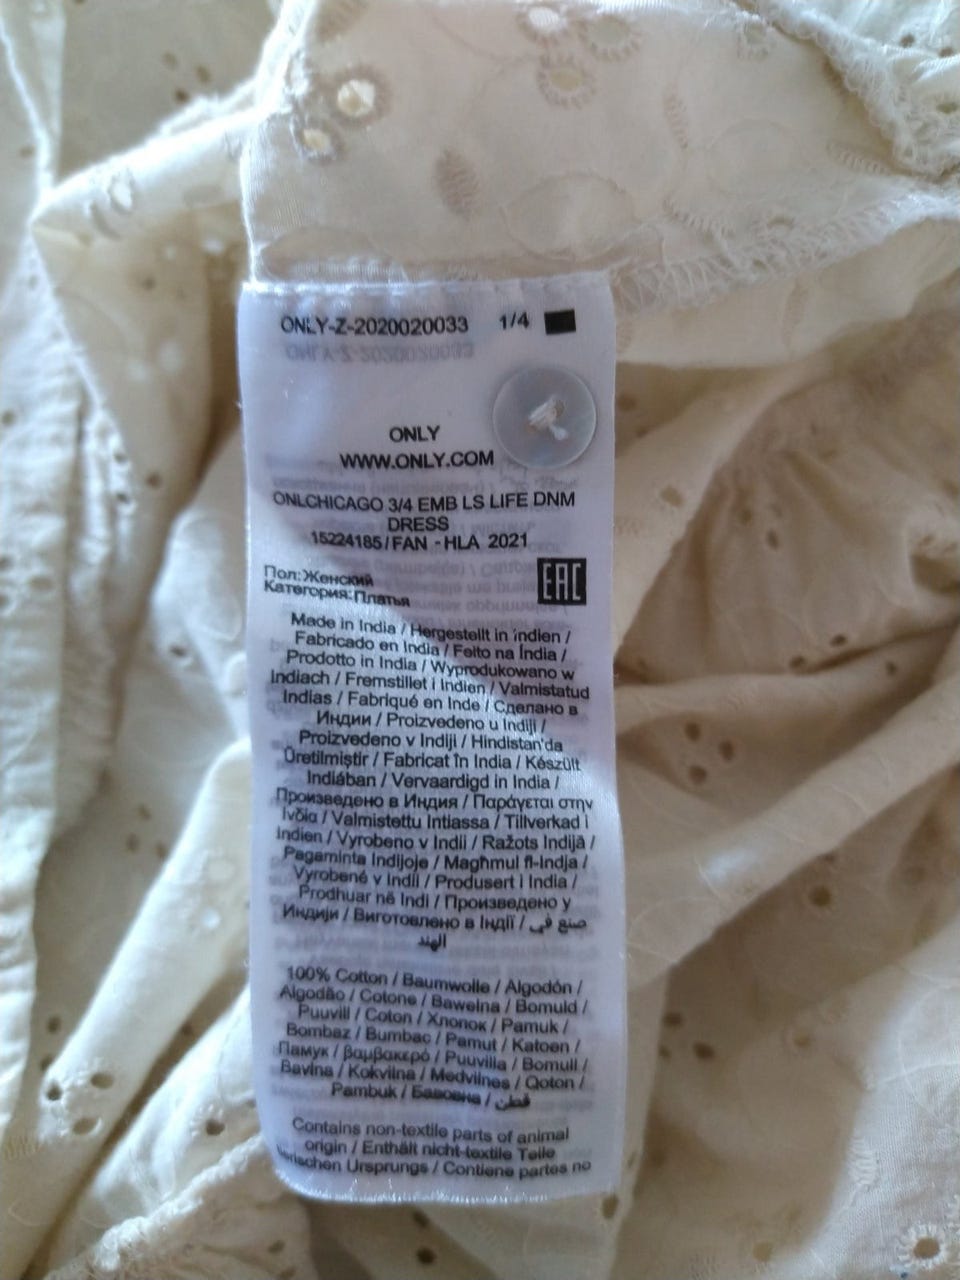 ONLY-Z-2020020033 1/4
ONLY
WWW.ONLY.COM
ONLCHICAGO 3/4 EMB LS LIFE DNM
DRESS
15224185/FAN - HLA 2021
Пол:Женский
Категория:Платья
EAC
Made in India / Hergestellt in indien /
Fabricado en India / Feito na Índia /
Prodotto in India / Wyprodukowano w
Indiach / Fremstillet i Indien / Valmistatud
Indias / Fabriqué en Inde / Сделано в
Индии / Proizvedeno u Indiji /
Proizvedeno v Indiji / Hindistan'da
Üretilmiştir / Fabricat în India / Készült
Indiában / Vervaardigd in India /
Произведено в Индия / Παράγεται στην
Ινδία / Valmistettu Intiassa / Tillverkad i
Indien / Vyrobeno v Indii / Ražots Indijā /
Pagaminta Indijoje / Magħmul fl-Indja /
Vyrobené v Indii / Produsert i India /
Prodhuar në Indi / Произведено у
Индији / Виготовлено в Індії / صنع في
الهند
100% Cotton / Baumwolle / Algodón /
Algodão / Cotone / Bawełna / Bomuld /
Puuvill / Coton / Хлопок / Pamuk /
Bombaž / Bumbac / Pamut / Katoen /
Памук / βαμβακερό / Puuvilla / Bomull /
Bavlna / Kokvilna / Medvilnes / Qoton /
Pambuk / Бавовна / قطن
Contains non-textile parts of animal
origin / Enthält nicht-textile Teile
tierischen Ursprungs / Contiene partes no